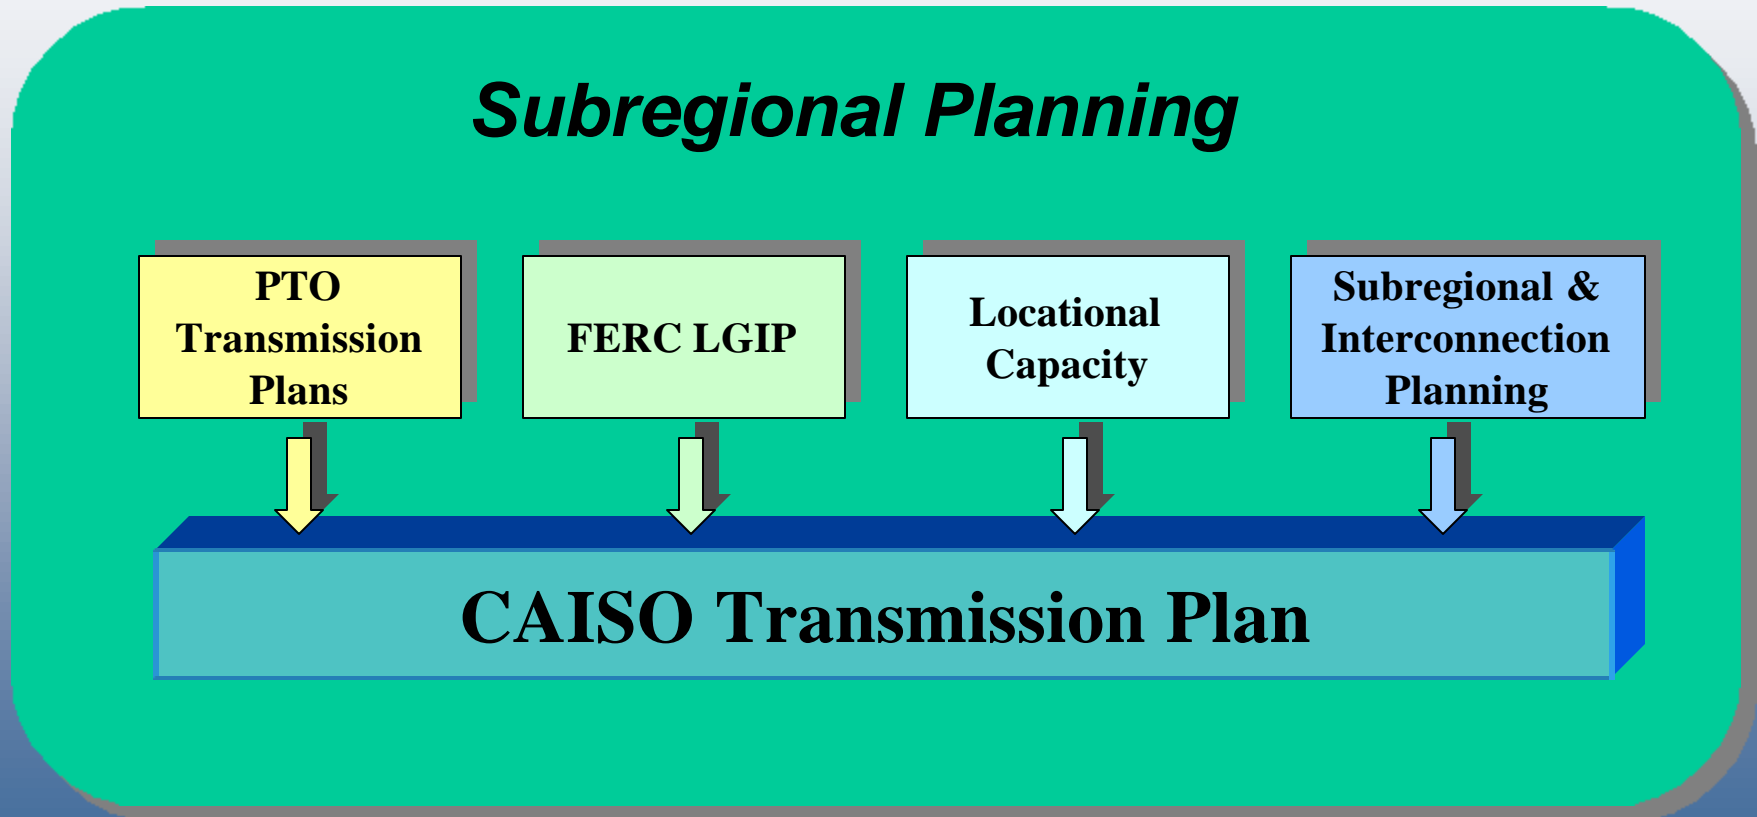 Subregional Planning
PTO
Transmission
Plans
FERC LGIP
Locational
Capacity
Subregional &
Interconnection
Planning
CAISO Transmission Plan